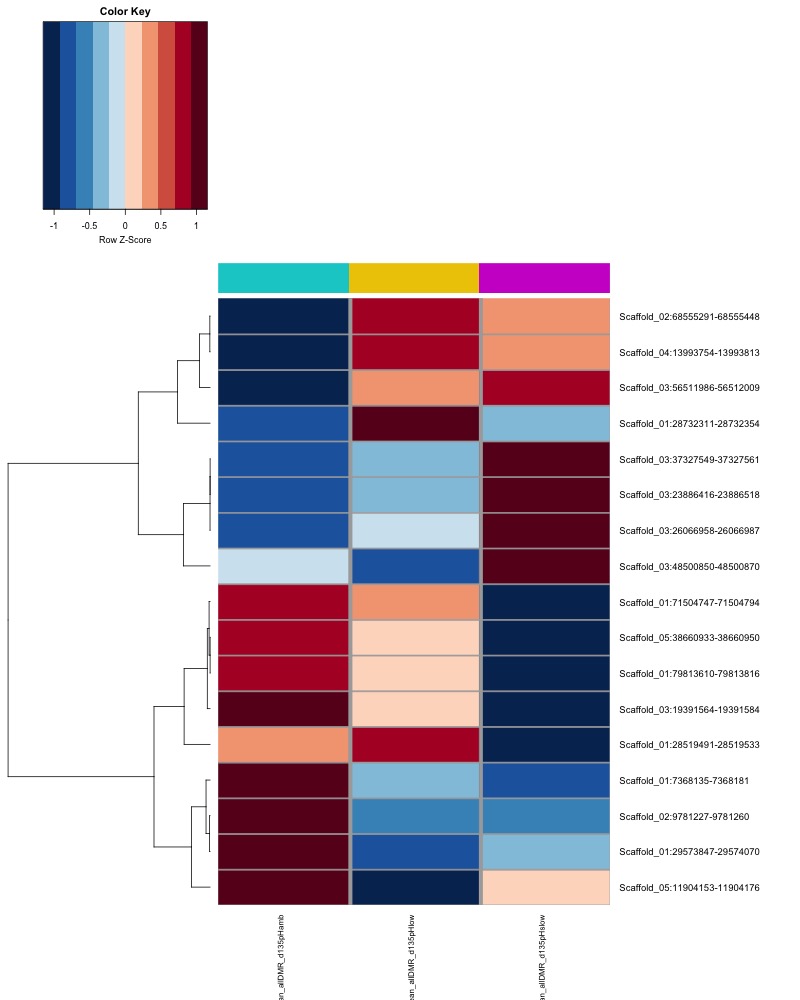 Color Key
-1 -0.5 0 0.5 1
Row Z-Score
Scaffold_02:68555291-68555448
Scaffold_04:13993754-13993813
Scaffold_03:56511986-56512009
Scaffold_01:28732311-28732354
Scaffold_03:37327549-37327561
Scaffold_03:23886416-23886518
Scaffold_03:26066958-26066987
Scaffold_03:48500850-48500870
Scaffold_01:71504747-71504794
Scaffold_05:38660933-38660950
Scaffold_01:79813610-79813816
Scaffold_03:19391564-19391584
Scaffold_01:28519491-28519533
Scaffold_01:7368135-7368181
Scaffold_02:9781227-9781260
Scaffold_01:29573847-29574070
Scaffold_05:11904153-11904176
an_allDMR_d135pHamb
an_allDMR_d135pHlow
an_allDMR_d135pHslow